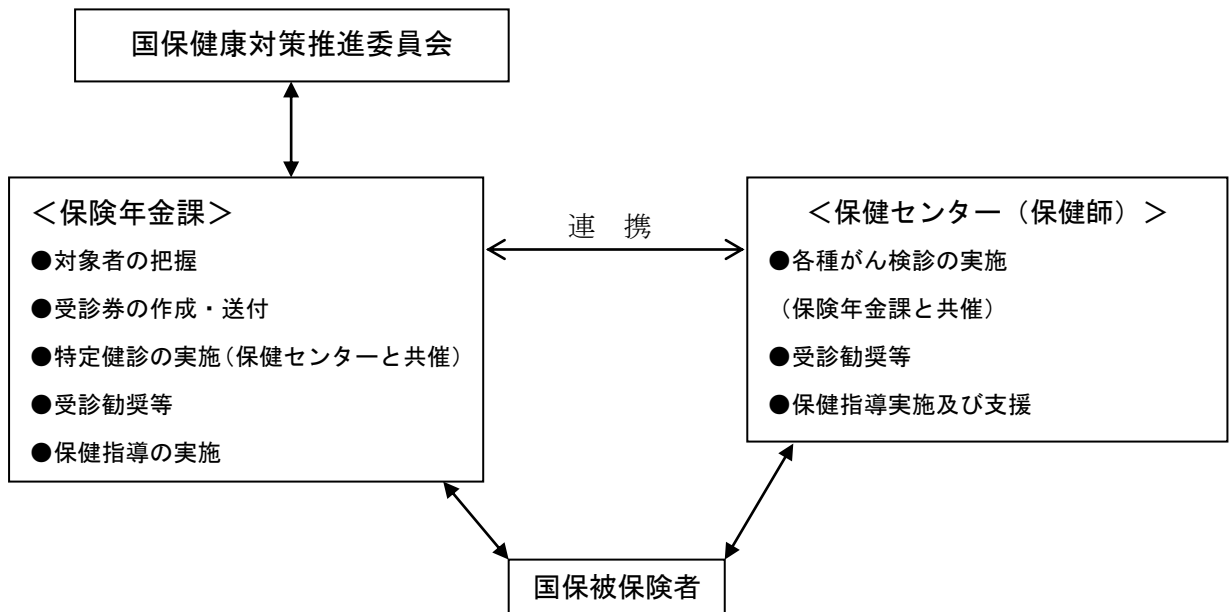 国保健康対策推進委員会
＜保険年金課＞
●対象者の把握
●受診券の作成・送付
●特定健診の実施（保健センターと共催）
●受診勧奨等
●保健指導の実施
連　携
＜保健センター（保健師）＞
●各種がん検診の実施
（保険年金課と共催）
●受診勧奨等
●保健指導実施及び支援
国保被保険者